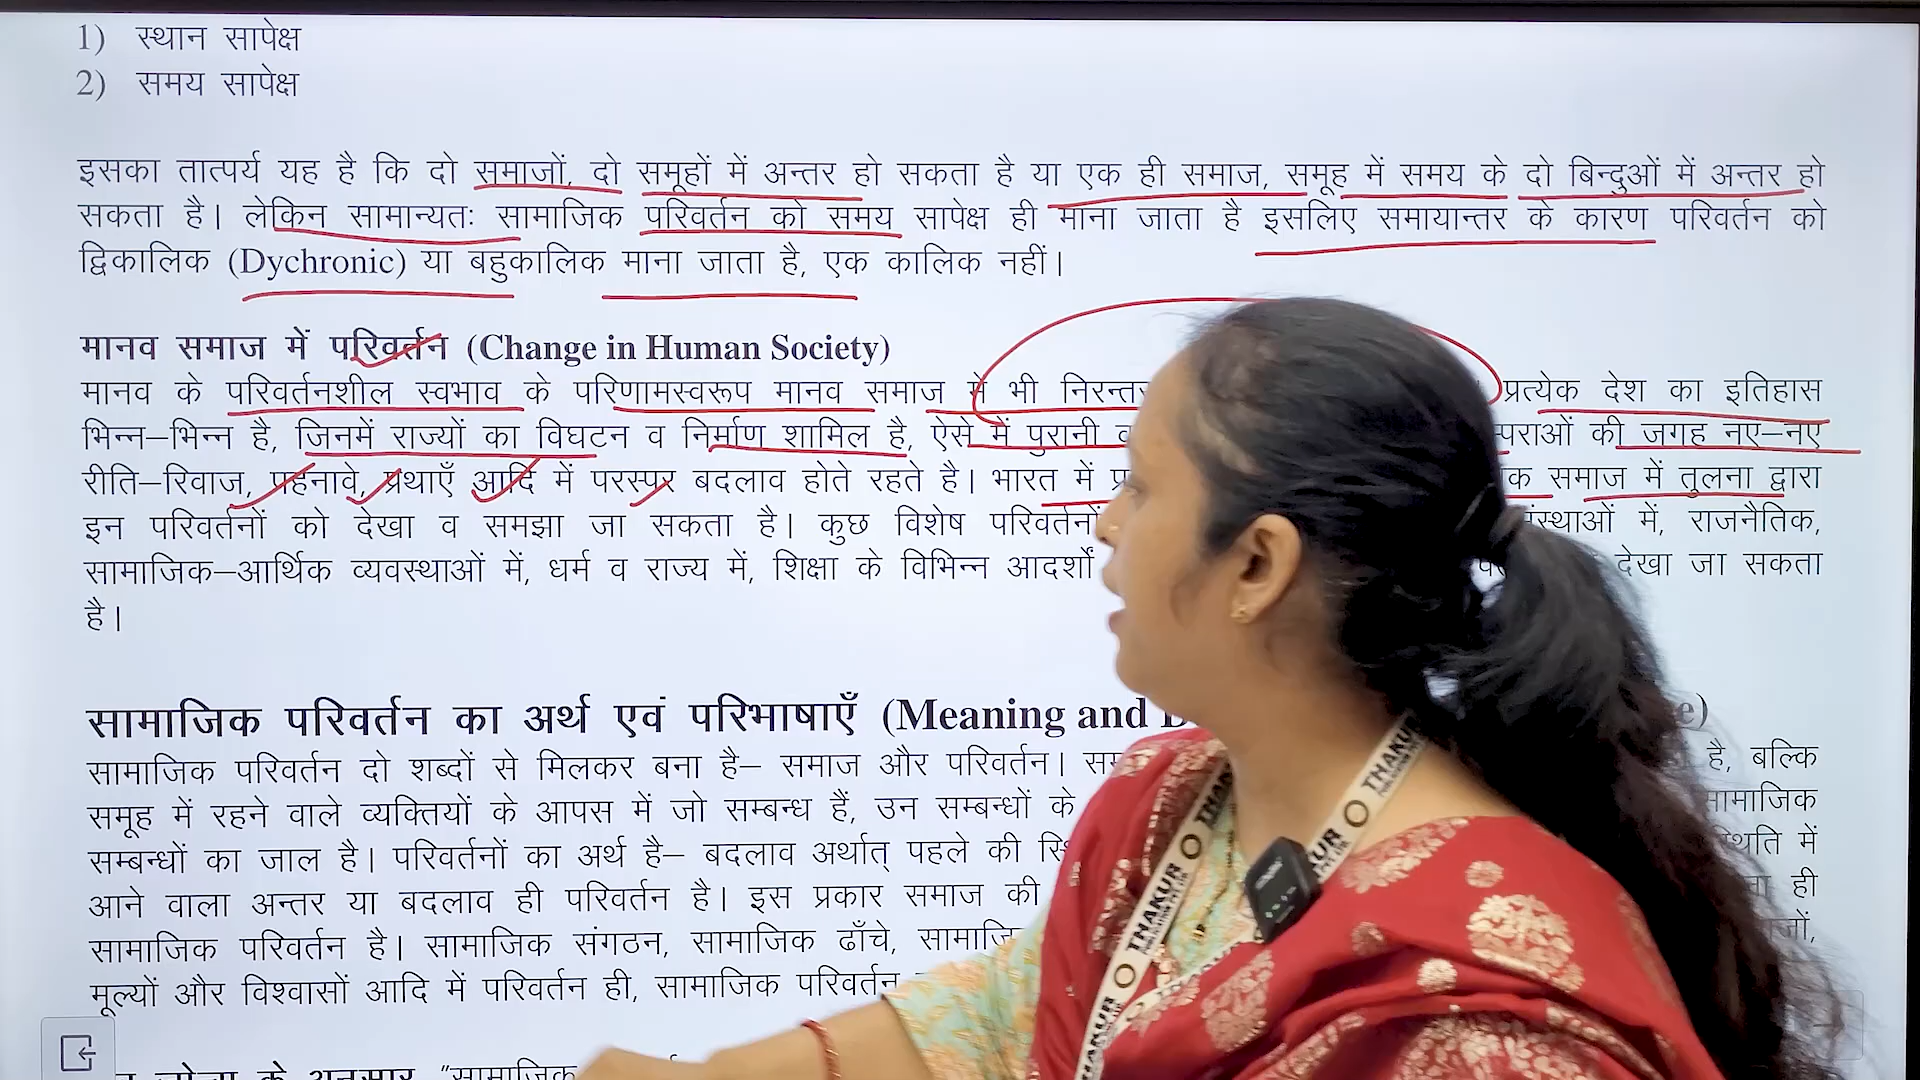 1) स्थान सापेक्ष
2) समय सापेक्ष
इसका तात्पर्य यह है कि दो समाजों, दो समूहों में अन्तर हो सकता है या एक ही समाज, समूह में समय के दो बिन्दुओं में अन्तर हो
सकता है। लेकिन सामान्यतः सामाजिक परिवर्तन को समय सापेक्ष ही माना जाता है इसलिए समायान्तर के कारण परिवर्तन को
द्विकालिक (Dychronic) या बहुकालिक माना जाता है, एक कालिक नहीं।
मानव समाज में परिवर्तन (Change in Human Society)
मानव के परिवर्तनशील स्वभाव के परिणामस्वरूप मानव समाज में भी निरन्तर प्रत्येक देश का इतिहास
भिन्न–भिन्न है, जिनमें राज्यों का विघटन व निर्माण शामिल है, ऐसे में पुरानी की जगह नए–नए
रीति–रिवाज, पहनावे, प्रथाएँ आदि में परस्पर बदलाव होते रहते है। भारत में समाज में तुलना द्वारा
इन परिवर्तनों को देखा व समझा जा सकता है। कुछ विशेष परिवर्तनों में, राजनैतिक,
सामाजिक–आर्थिक व्यवस्थाओं में, धर्म व राज्य में, शिक्षा के विभिन्न आदर्शों देखा जा सकता
है।
सामाजिक परिवर्तन का अर्थ एवं परिभाषाएँ (Meaning and
सामाजिक परिवर्तन दो शब्दों से मिलकर बना है– समाज और परिवर्तन। है, बल्कि
समूह में रहने वाले व्यक्तियों के आपस में जो सम्बन्ध हैं, उन सम्बन्धों के सामाजिक
सम्बन्धों का जाल है। परिवर्तनों का अर्थ है– बदलाव अर्थात् पहले की में
आने वाला अन्तर या बदलाव ही परिवर्तन है। इस प्रकार समाज की ही
सामाजिक परिवर्तन है। सामाजिक संगठन, सामाजिक ढाँचे,
मूल्यों और विश्वासों आदि में परिवर्तन ही, सामाजिक परिवर्तन
के अनुसार "सामाजिक
THAKUR
THAKUR
THAKUR